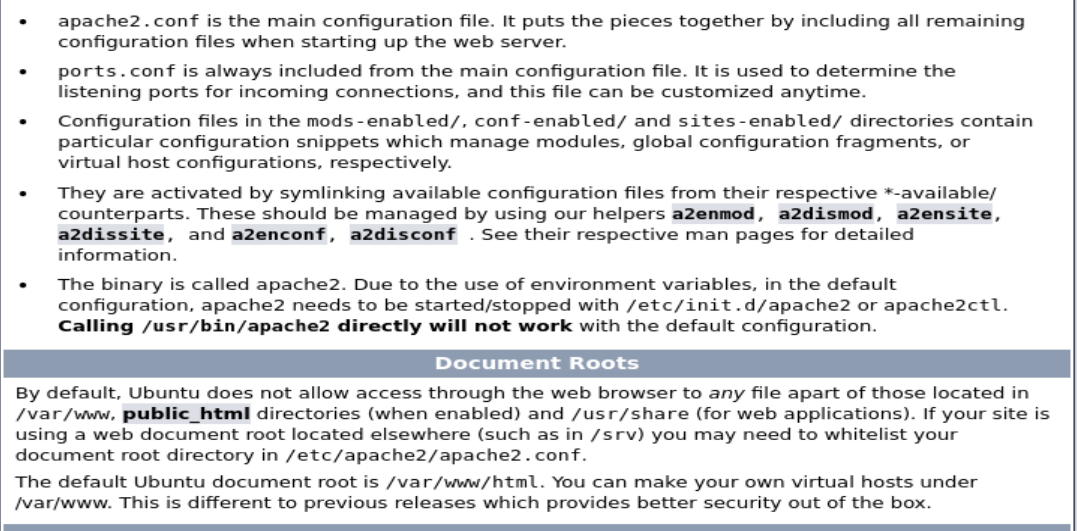 • apache2.conf is the main configuration file. It puts the pieces together by including all remaining
configuration files when starting up the web server.
• ports.conf is always included from the main configuration file. It is used to determine the
listening ports for incoming connections, and this file can be customized anytime.
• Configuration files in the mods-enabled/, conf-enabled/ and sites-enabled/ directories contain
particular configuration snippets which manage modules, global configuration fragments, or
virtual host configurations, respectively.
• They are activated by symlinking available configuration files from their respective *-available/
counterparts. These should be managed by using our helpers a2enmod, a2dismod, a2ensite,
a2dissite, and a2enconf, a2disconf . See their respective man pages for detailed
information.
• The binary is called apache2. Due to the use of environment variables, in the default
configuration, apache2 needs to be started/stopped with /etc/init.d/apache2 or apache2ctl.
Calling /usr/bin/apache2 directly will not work with the default configuration.
Document Roots
By default, Ubuntu does not allow access through the web browser to any file apart of those located in
/var/www, public_html directories (when enabled) and /usr/share (for web applications). If your site is
using a web document root located elsewhere (such as in /srv) you may need to whitelist your
document root directory in /etc/apache2/apache2.conf.
The default Ubuntu document root is /var/www/html. You can make your own virtual hosts under
/var/www. This is different to previous releases which provides better security out of the box.